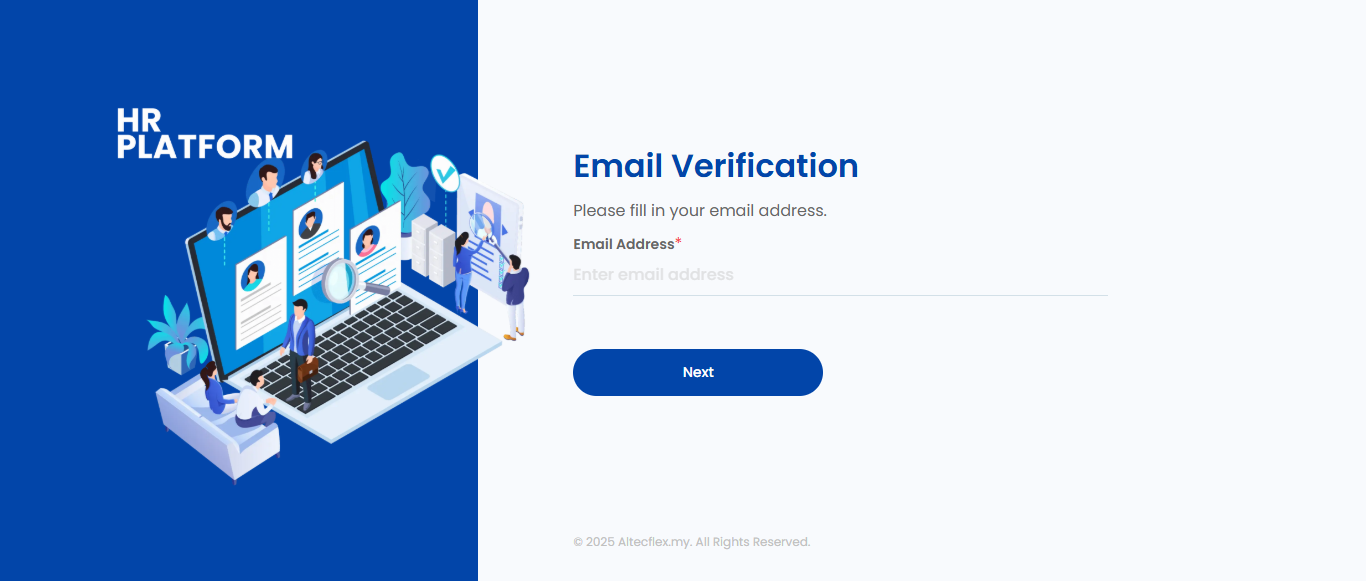 HR
PLATFORM
Email Verification
Please fill in your email address.
Email Address*
Enter email address
Next
© 2025 Altecflex.my. All Rights Reserved.